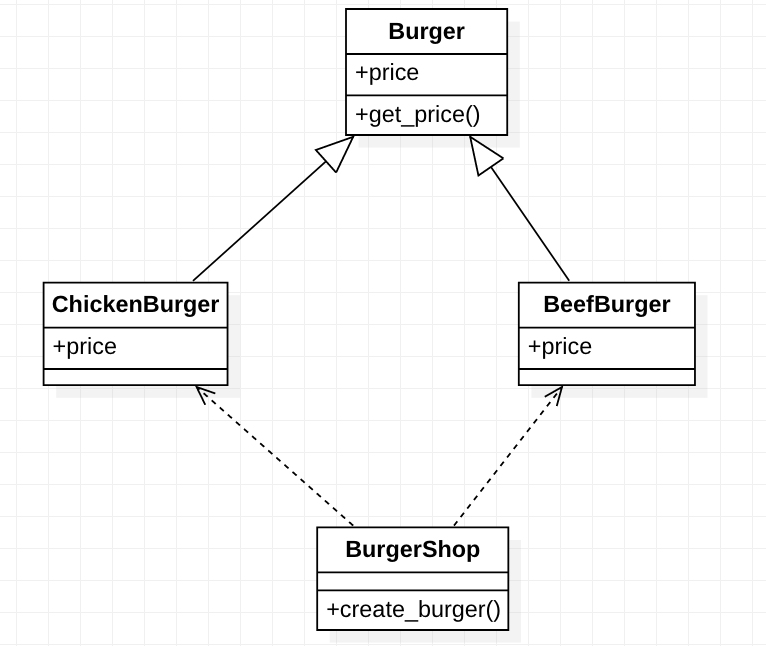 Burger
+price
+get_price()
ChickenBurger
+price
BeefBurger
+price
BurgerShop
+create_burger()